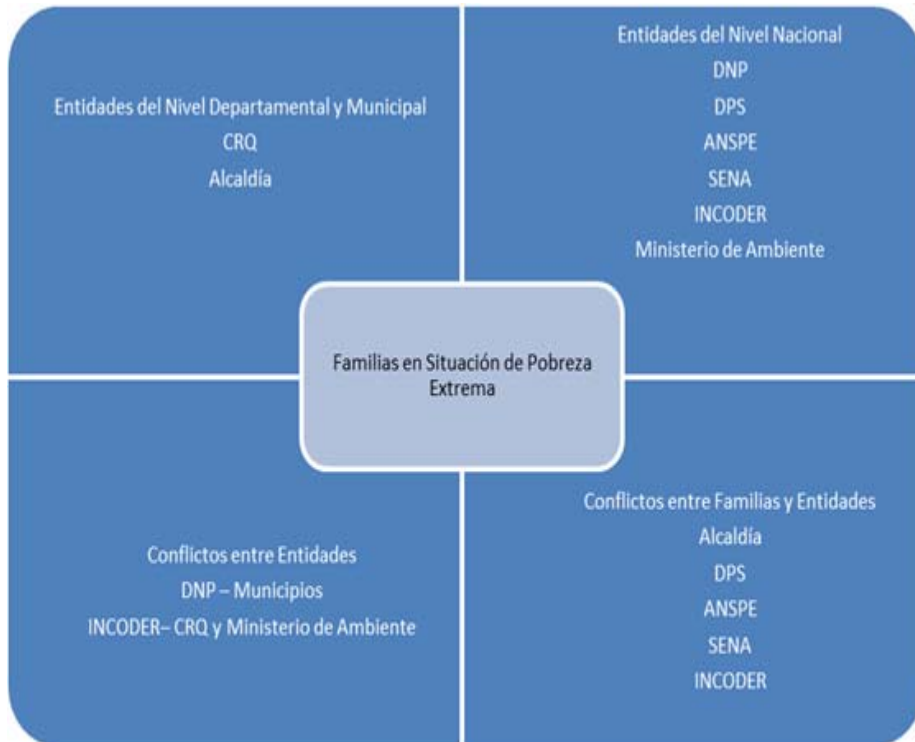 Entidades del Nivel Departamental y Municipal
CRQ
Alcaldía
Entidades del Nivel Nacional
DNP
DPS
ANSPE
SENA
INCODER
Ministerio de Ambiente
Familias en Situación de Pobreza
Extrema
Conflictos entre Entidades
DNP – Municipios
INCODER– CRQ y Ministerio de Ambiente
Conflictos entre Familias y Entidades
Alcaldía
DPS
ANSPE
SENA
INCODER